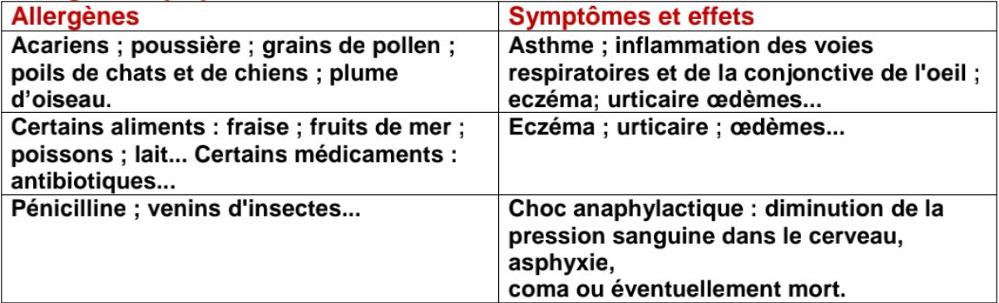 Allergènes
Symptômes et effets
Acariens ; poussière ; grains de pollen ;
poils de chats et de chiens ; plume
d’oiseau.
Asthme ; inflammation des voies
respiratoires et de la conjonctive de l'oeil ;
eczéma; urticaire œdèmes...
Certains aliments : fraise ; fruits de mer ;
poissons ; lait... Certains médicaments :
antibiotiques...
Eczéma ; urticaire ; œdèmes...
Pénicilline ; venins d'insectes...
Choc anaphylactique : diminution de la
pression sanguine dans le cerveau,
asphyxie,
coma ou éventuellement mort.